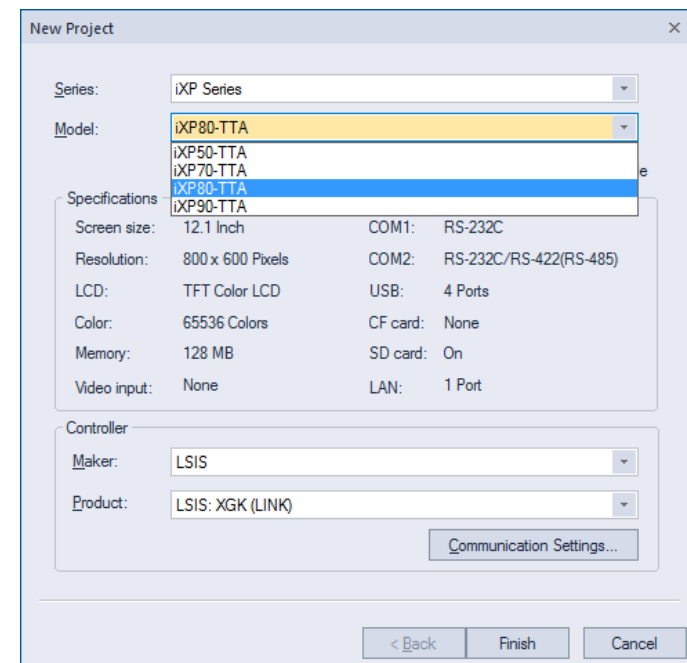 New Project
Series: iXP Series
Model: iXP80-TTA
iXP50-TTA
iXP70-TTA
iXP80-TTA
iXP90-TTA
e
Specifications
Screen size: 12.1 Inch COM1: RS-232C
Resolution: 800 x 600 Pixels COM2: RS-232C/RS-422(RS-485)
LCD: TFT Color LCD USB: 4 Ports
Color: 65536 Colors CF card: None
Memory: 128 MB SD card: On
Video input: None LAN: 1 Port
Controller
Maker: LSIS
Product: LSIS: XGK (LINK)
Communication Settings...
< Back Finish Cancel